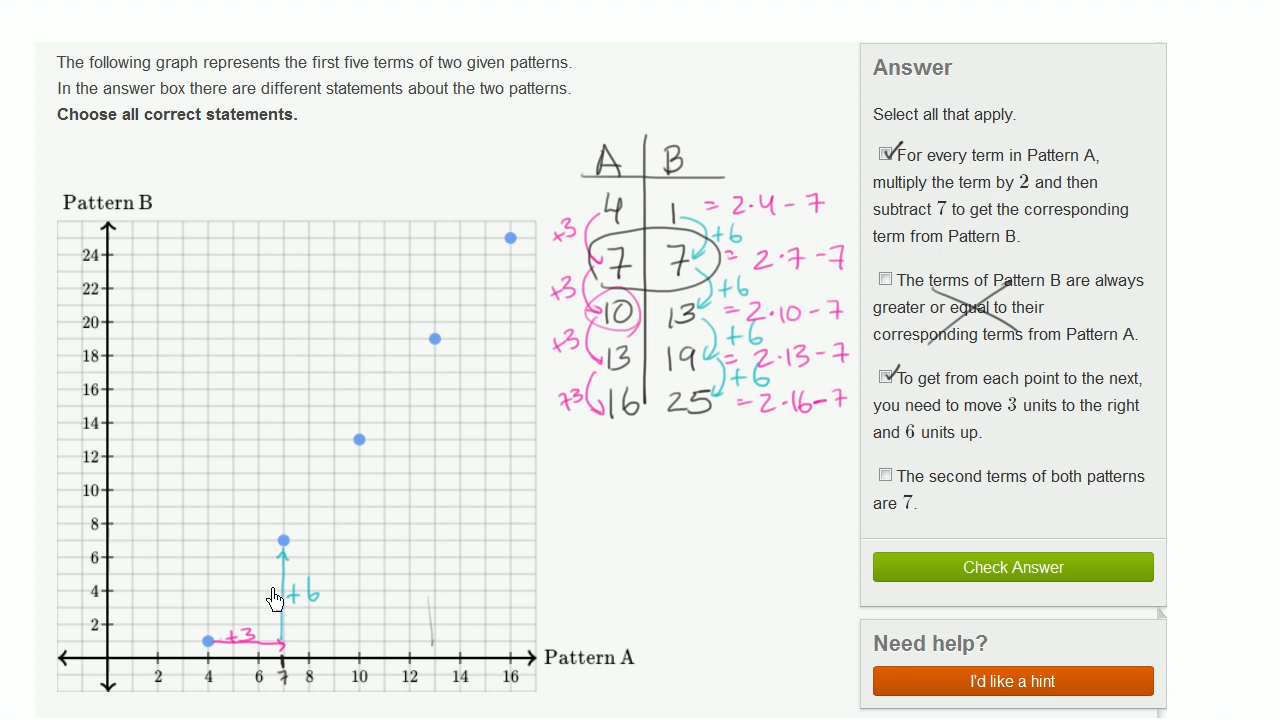 The following graph represents the first five terms of two given patterns.
In the answer box there are different statements about the two patterns.
Choose all correct statements.
Pattern B
24
22
20
18
16
14
12
10
8
6
4
2
2 4 6 7 8 10 12 14 16
Pattern A
+3
+6
A B
4 1 = 2·4-7
+3 +6
7 7 = 2·7-7
+3 +6
10 13 = 2·10-7
+3 +6
13 19 = 2·13-7
+3 +6
16 25 = 2·16-7
Answer
Select all that apply.
For every term in Pattern A,
multiply the term by 2 and then
subtract 7 to get the corresponding
term from Pattern B.
The terms of Pattern B are always
greater or equal to their
corresponding terms from Pattern A.
To get from each point to the next,
you need to move 3 units to the right
and 6 units up.
The second terms of both patterns
are 7.
Check Answer
Need help?
I'd like a hint